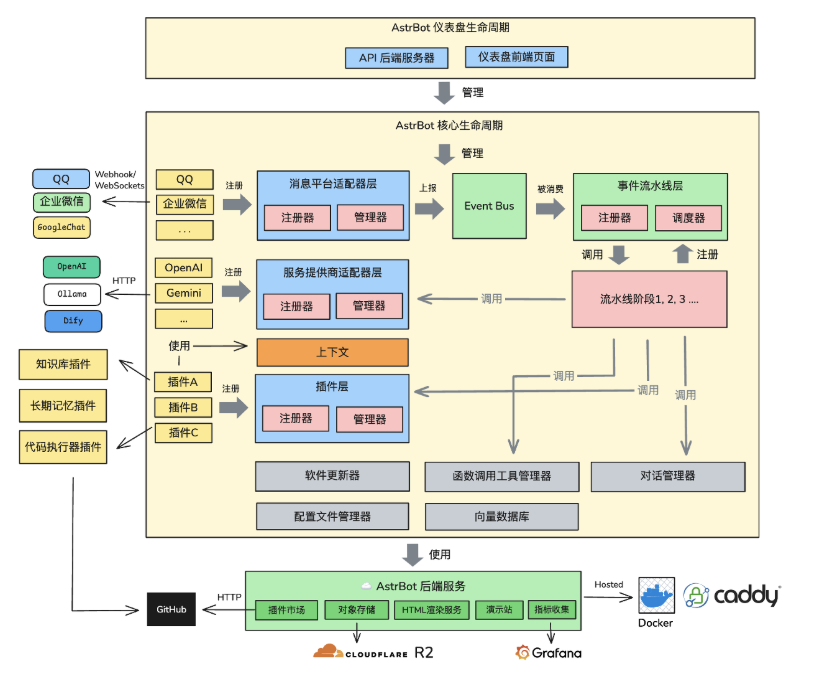 AstrBot 仪表盘生命周期
API 后端服务器
仪表盘前端页面
管理
AstrBot 核心生命周期
管理
QQ
企业微信
GoogleChat
Webhook/
WebSockets
QQ
企业微信
...
注册
消息平台适配器层
注册器
管理器
上报
Event Bus
被消费
事件流水线层
注册器
调度器
调用
注册
OpenAI
Ollama
Dify
HTTP
OpenAI
Gemini
...
注册
服务提供商适配器层
注册器
管理器
调用
流水线阶段1, 2, 3 ....
使用
上下文
知识库插件
长期记忆插件
代码执行器插件
插件A
插件B
插件C
注册
插件层
注册器
管理器
调用
调用
调用
软件更新器
函数调用工具管理器
对话管理器
配置文件管理器
向量数据库
使用
AstrBot 后端服务
插件市场
对象存储
HTML渲染服务
演示站
指标收集
HTTP
GitHub
Hosted
Docker
caddy
CLOUDFLARE R2
Grafana